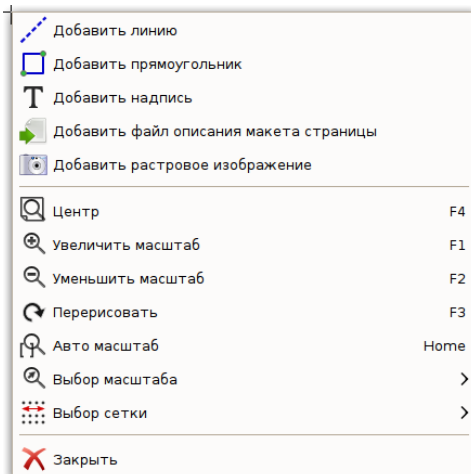 Добавить линию
Добавить прямоугольник
Добавить надпись
Добавить файл описания макета страницы
Добавить растровое изображение
Центр F4
Увеличить масштаб F1
Уменьшить масштаб F2
Перерисовать F3
Авто масштаб Home
Выбор масштаба
Выбор сетки
Закрыть